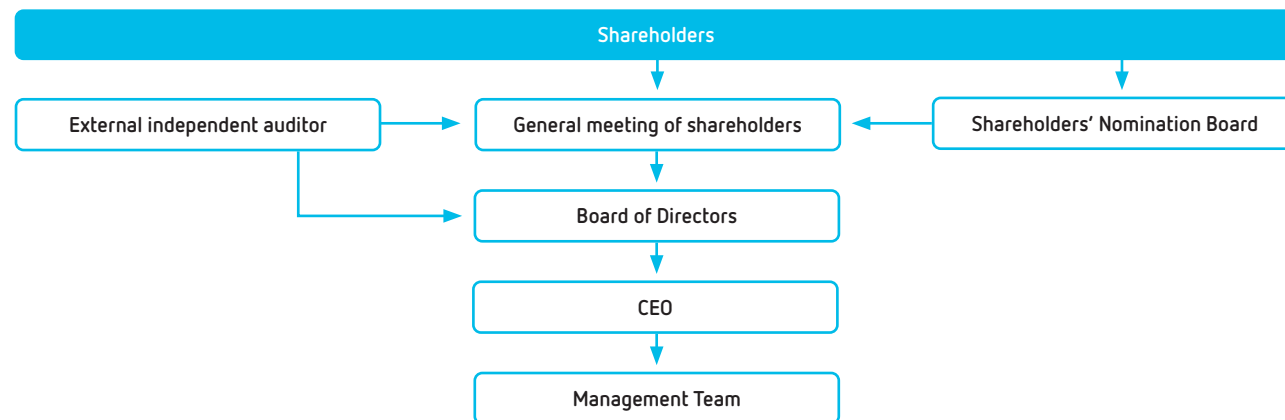 Shareholders
External independent auditor
General meeting of shareholders
Shareholders’ Nomination Board
Board of Directors
CEO
Management Team